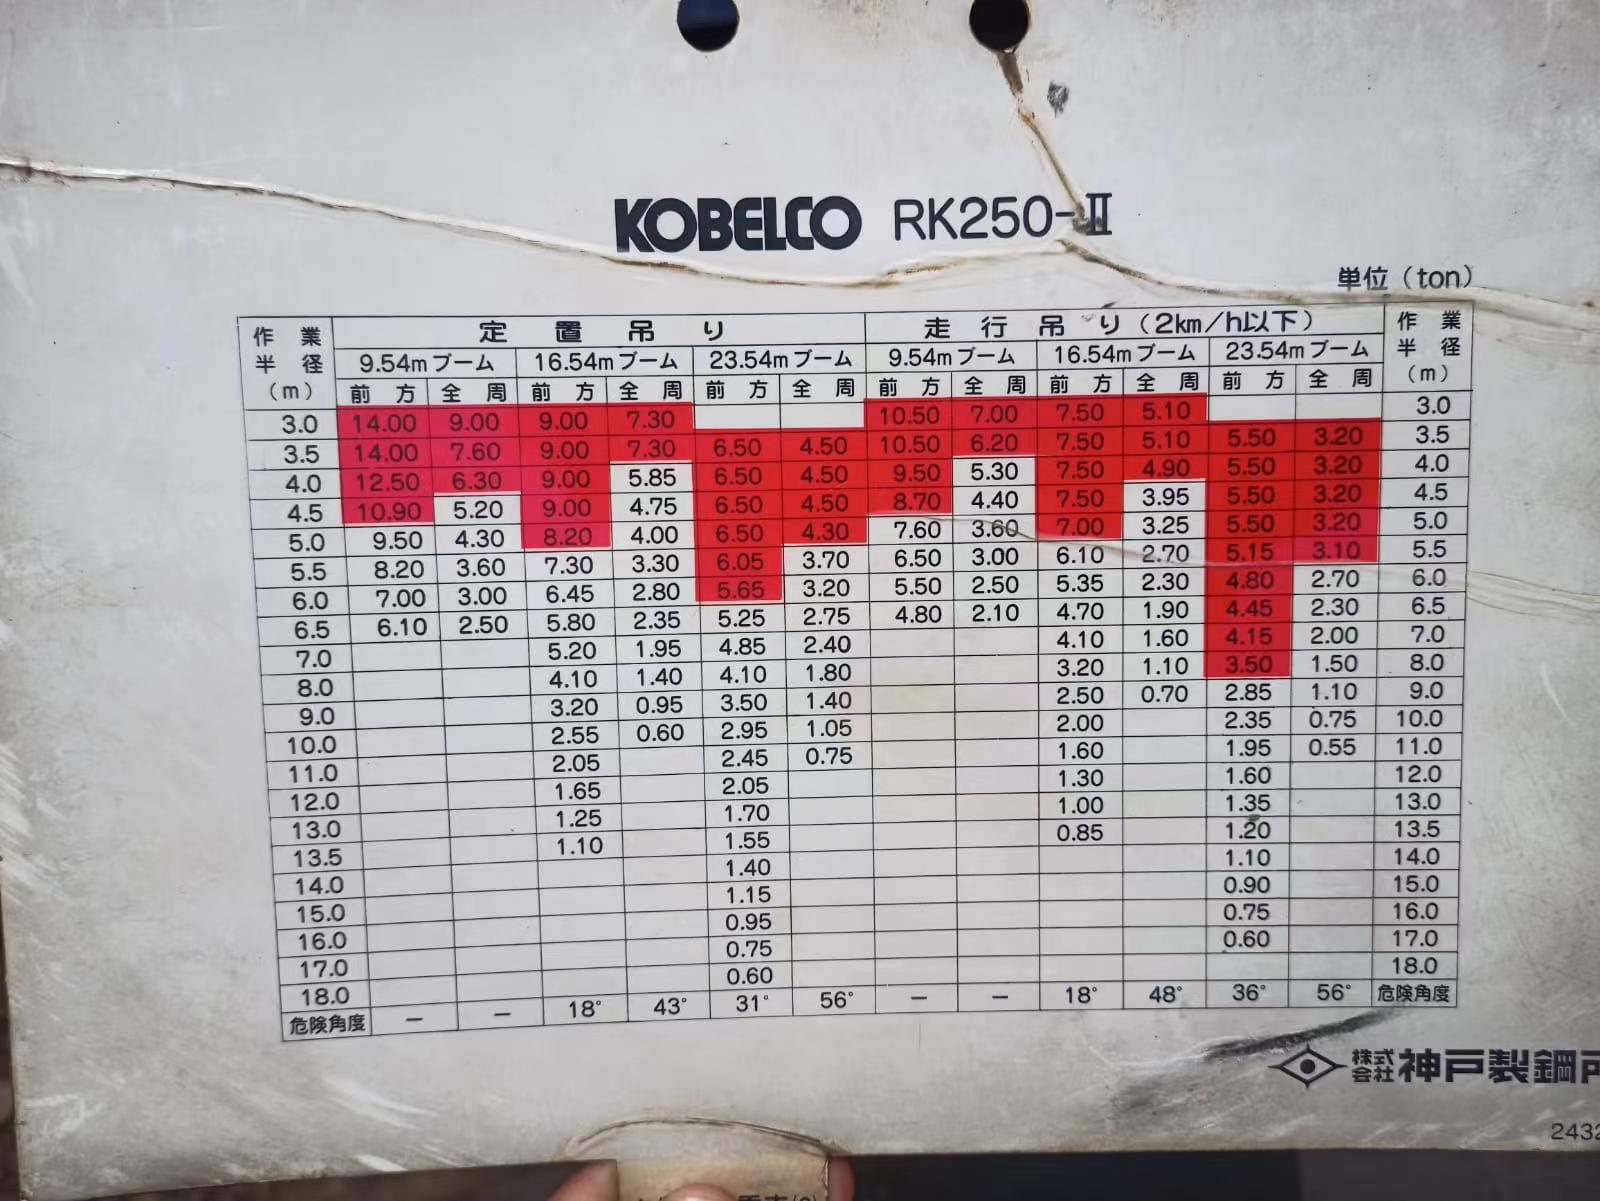 KOBELCO RK250-II
単位 (ton)
作業半径(m) 定置吊り 走行吊り(2km/h以下) 作業半径(m)
9.54mブーム 16.54mブーム 23.54mブーム 9.54mブーム 16.54mブーム 23.54mブーム
前方 全周 前方 全周 前方 全周 前方 全周 前方 全周 前方 全周
3.0 14.00 9.00 9.00 7.30 10.50 7.00 7.50 5.10 3.0
3.5 14.00 7.60 9.00 7.30 6.50 4.50 10.50 6.20 7.50 5.10 5.50 3.20 3.5
4.0 12.50 6.30 9.00 5.85 6.50 4.50 9.50 5.30 7.50 4.90 5.50 3.20 4.0
4.5 10.90 5.20 9.00 4.75 6.50 4.50 8.70 4.40 7.50 3.95 5.50 3.20 4.5
5.0 9.50 4.30 8.20 4.00 6.50 4.30 7.60 3.60 7.00 3.25 5.50 3.20 5.0
5.5 8.20 3.60 7.30 3.30 6.05 3.70 6.50 3.00 6.10 2.70 5.15 3.10 5.5
6.0 7.00 3.00 6.45 2.80 5.65 3.20 5.50 2.50 5.35 2.30 4.80 2.70 6.0
6.5 6.10 2.50 5.80 2.35 5.25 2.75 4.80 2.10 4.70 1.90 4.45 2.30 6.5
7.0 5.20 1.95 4.85 2.40 4.10 1.60 4.15 2.00 7.0
8.0 4.10 1.40 4.10 1.80 3.20 1.10 3.50 1.50 8.0
9.0 3.20 0.95 3.50 1.40 2.50 0.70 2.85 1.10 9.0
10.0 2.55 0.60 2.95 1.05 2.00 2.35 0.75 10.0
11.0 2.05 2.45 0.75 1.60 1.95 0.55 11.0
12.0 1.65 2.05 1.30 1.60 12.0
13.0 1.25 1.70 1.00 1.35 13.0
13.5 1.10 1.55 0.85 1.20 13.5
14.0 1.40 1.10 14.0
15.0 1.15 0.90 15.0
16.0 0.95 0.75 16.0
17.0 0.75 0.60 17.0
18.0 0.60 18.0
危険角度 — — 18° 43° 31° 56° — — 18° 48° 36° 56° 危険角度
株式会社 神戸製鋼所
2432